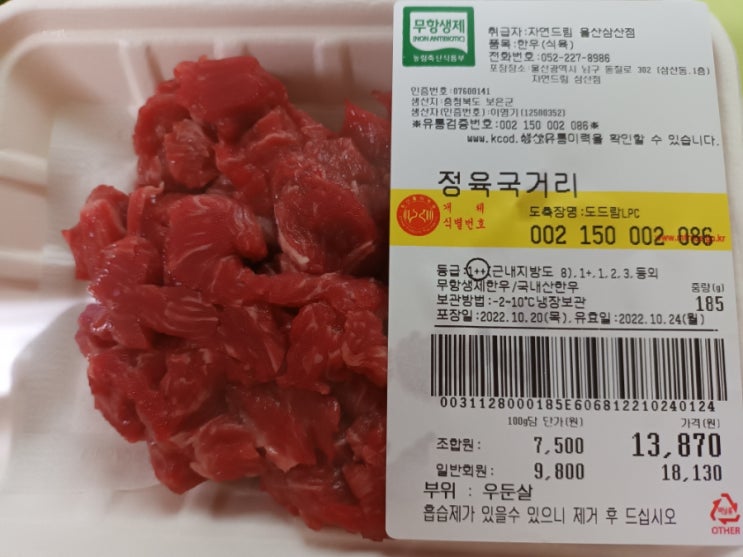 무항생제
(NON ANTIBIOTIC)
농림축산식품부
취급자:자연드림 울산삼산점
품목:한우(식육)
전화번호:052-227-8986
포장장소:울산광역시 남구 돋질로 302 (삼산동,1층)
자연드림 삼산점
인증번호:07600141
생산지:충청북도 보은군
생산자(인증번호):이영기(12500352)
※유통검증번호:002 150 002 086※
www.kcod. 생산유통이력을 확인할 수 있습니다.
정육국거리
개체
식별번호
도축장명:도드람LPC
002 150 002 086
등급:1++(근내지방도 8),1+,1,2,3,등외
무항생제한우/국내산한우
중량(g)
보관방법:-2~10℃냉장보관
185
포장일:2022.10.20(목),유효일:2022.10.24(월)
0031128000185E6068122102401 24
100g당 단가(원)
가격(원)
조합원:
7,500
13,870
일반회원:
9,800
18,130
부위 : 우둔살
흡습제가 있을수 있으니 제거 후 드십시오
OTHER